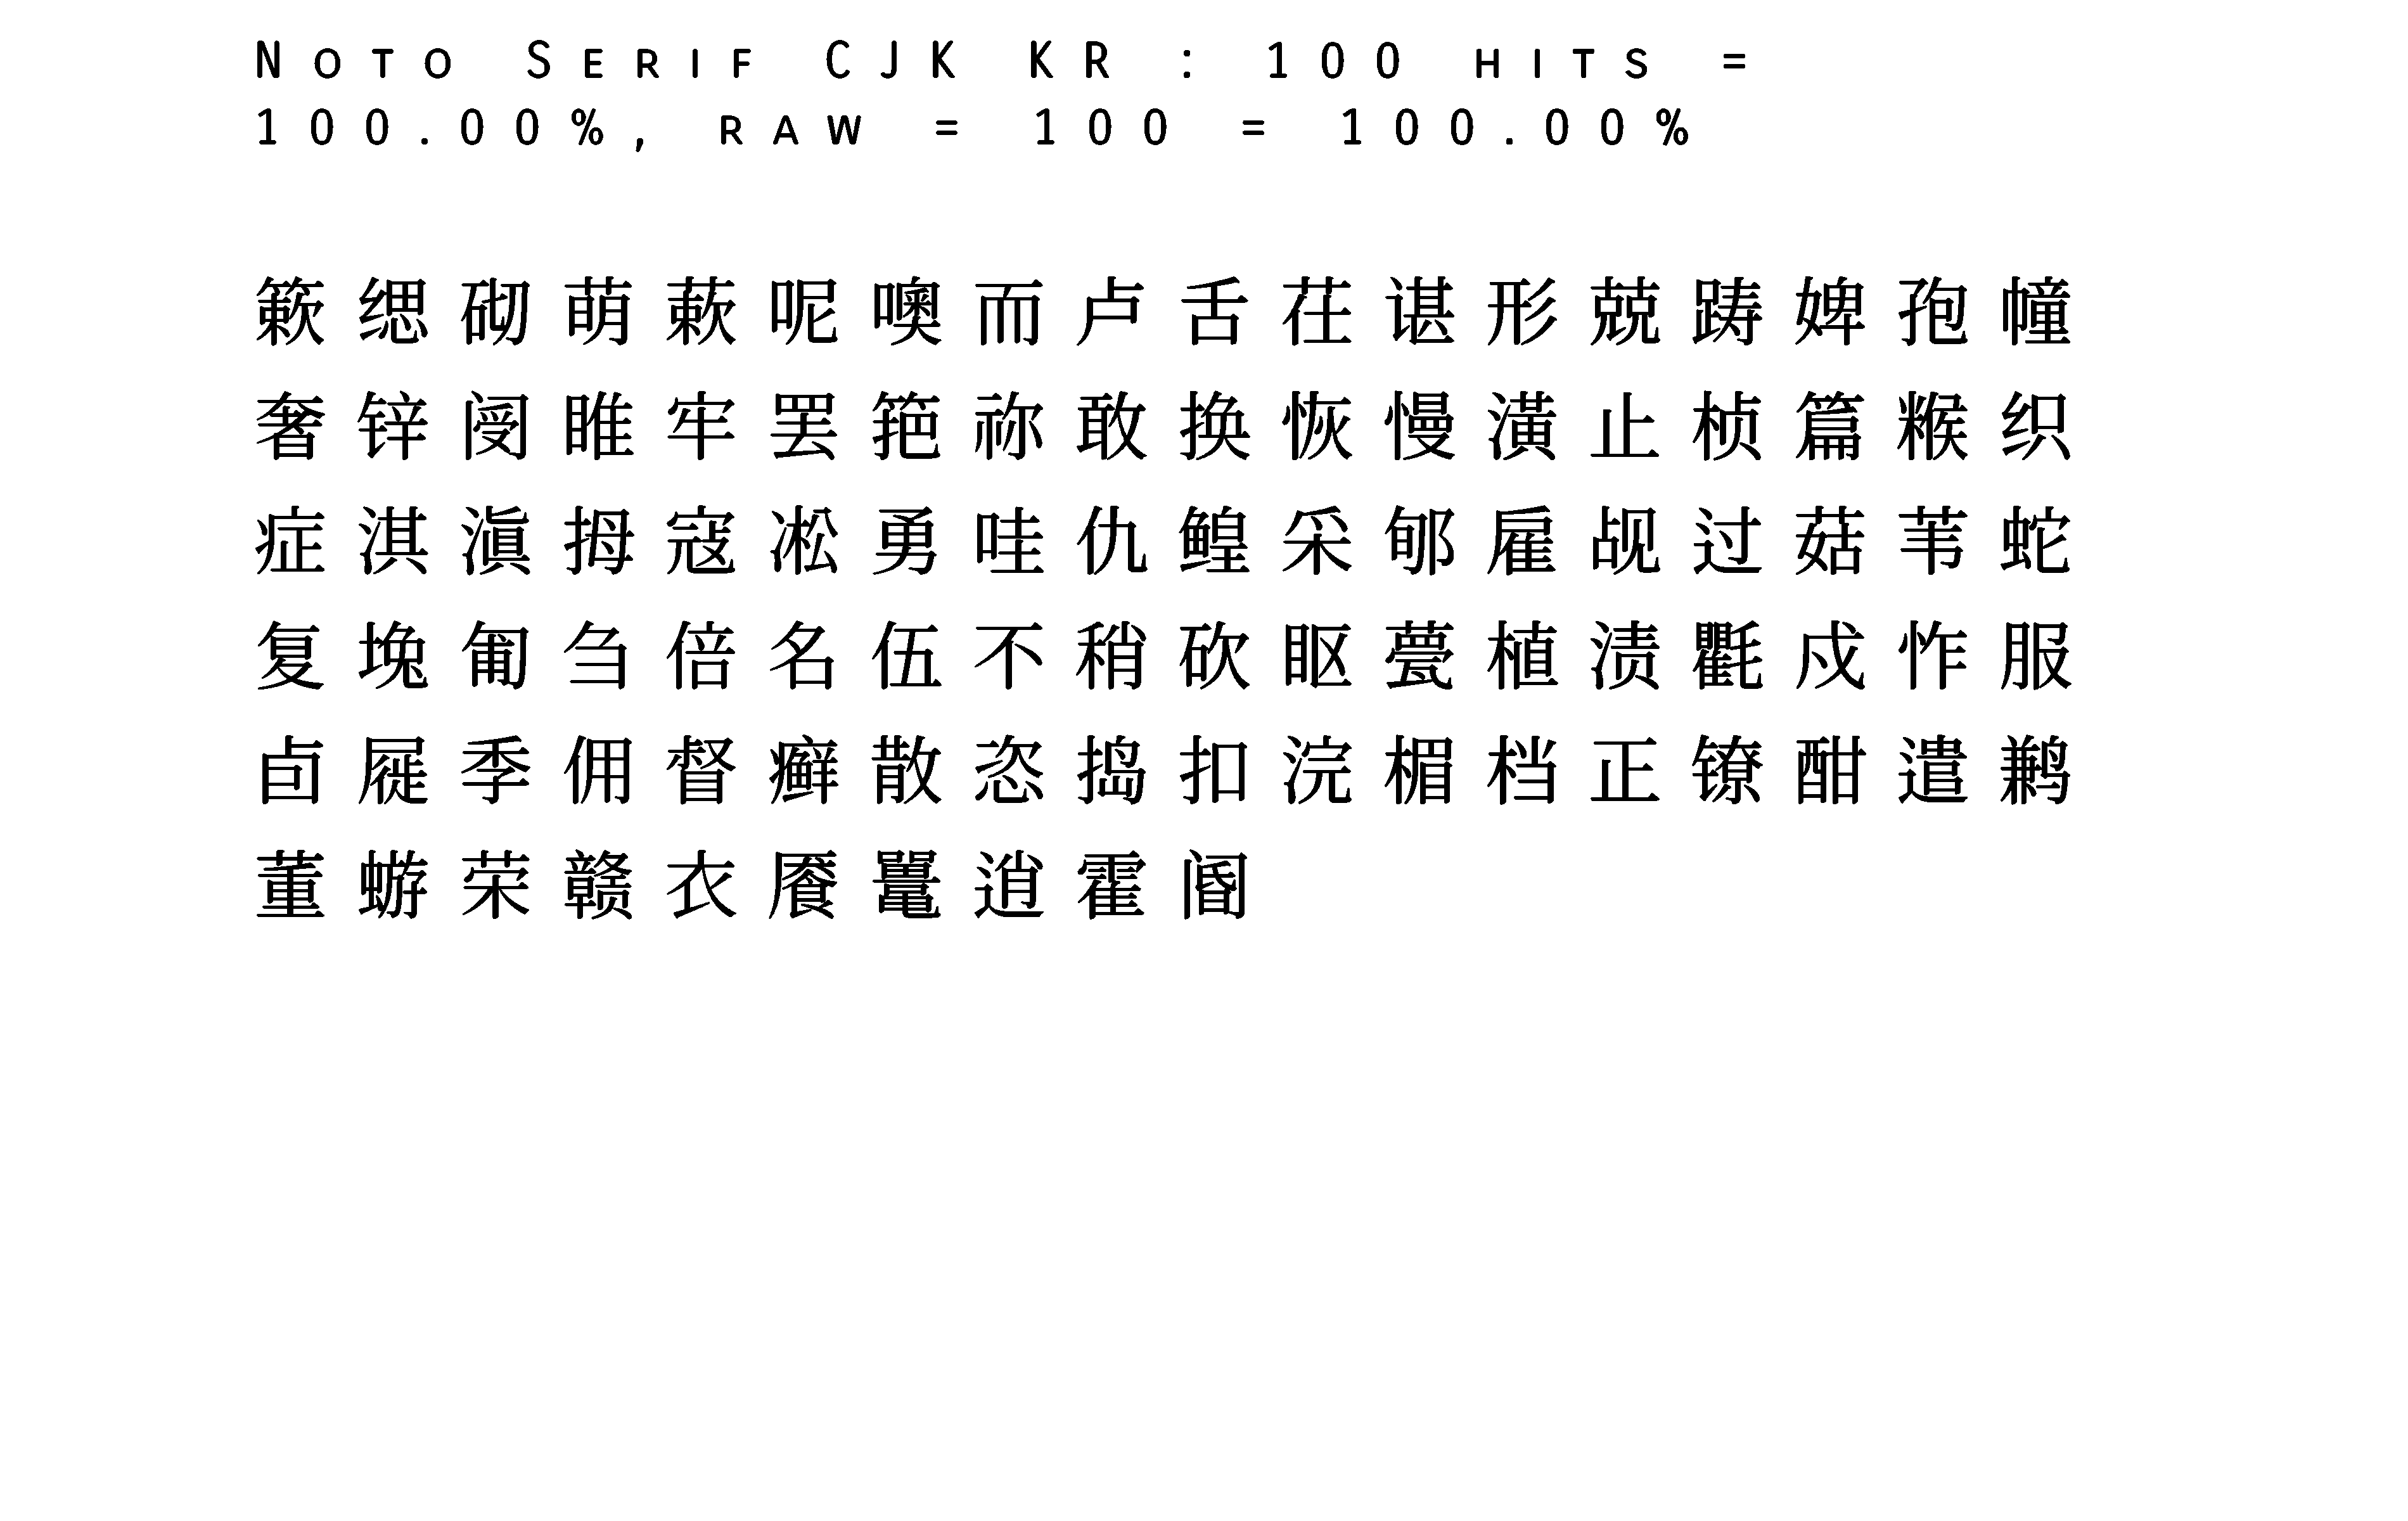 Noto Serif CJK KR : 100 hits =
100.00%, raw = 100 = 100.00%
簌缌砌萌蔌呢噢而卢舌茌谌形兢踌婢孢幢
奢锌阌睢牢罢筢祢敢换恢慢潢止桢篇糇织
症淇滇拇寇凇勇哇仇鳇采郇雇觇过菇苇蛇
复堍匍刍倍名伍不稍砍眍甍植渍氍戍怍服
卣屣季佣督癣散恣捣扣浣楣档正镣酣遣鹣
董蝣荣赣衣餍鼍逍霍阍